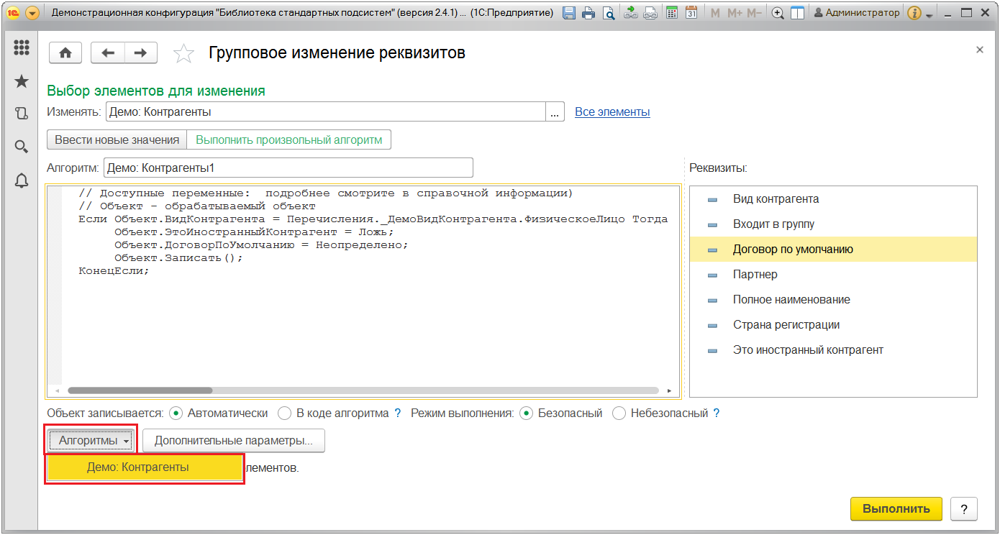 Демонстрационная конфигурация "Библиотека стандартных подсистем" (версия 2.4.1) ... (1С:Предприятие)
M M+ M- Администратор
Групповое изменение реквизитов
Выбор элементов для изменения
Изменять: Демо: Контрагенты ... Все элементы
Ввести новые значения Выполнить произвольный алгоритм
Алгоритм: Демо: Контрагенты1
// Доступные переменные:  подробнее смотрите в справочной информации)
// Объект - обрабатываемый объект
Если Объект.ВидКонтрагента = Перечисления._ДемоВидКонтрагента.ФизическоеЛицо Тогда
Объект.ЭтоИностранныйКонтрагент = Ложь;
Объект.ДоговорПоУмолчанию = Неопределено;
Объект.Записать();
КонецЕсли;
Реквизиты:
Вид контрагента
Входит в группу
Договор по умолчанию
Партнер
Полное наименование
Страна регистрации
Это иностранный контрагент
Объект записывается: Автоматически В коде алгоритма ? Режим выполнения: Безопасный Небезопасный ?
Алгоритмы Дополнительные параметры...
Демо: Контрагенты лементов.
Выполнить ?